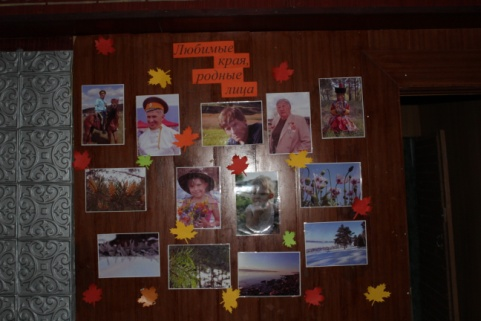 Любимые
края,
родные
лица